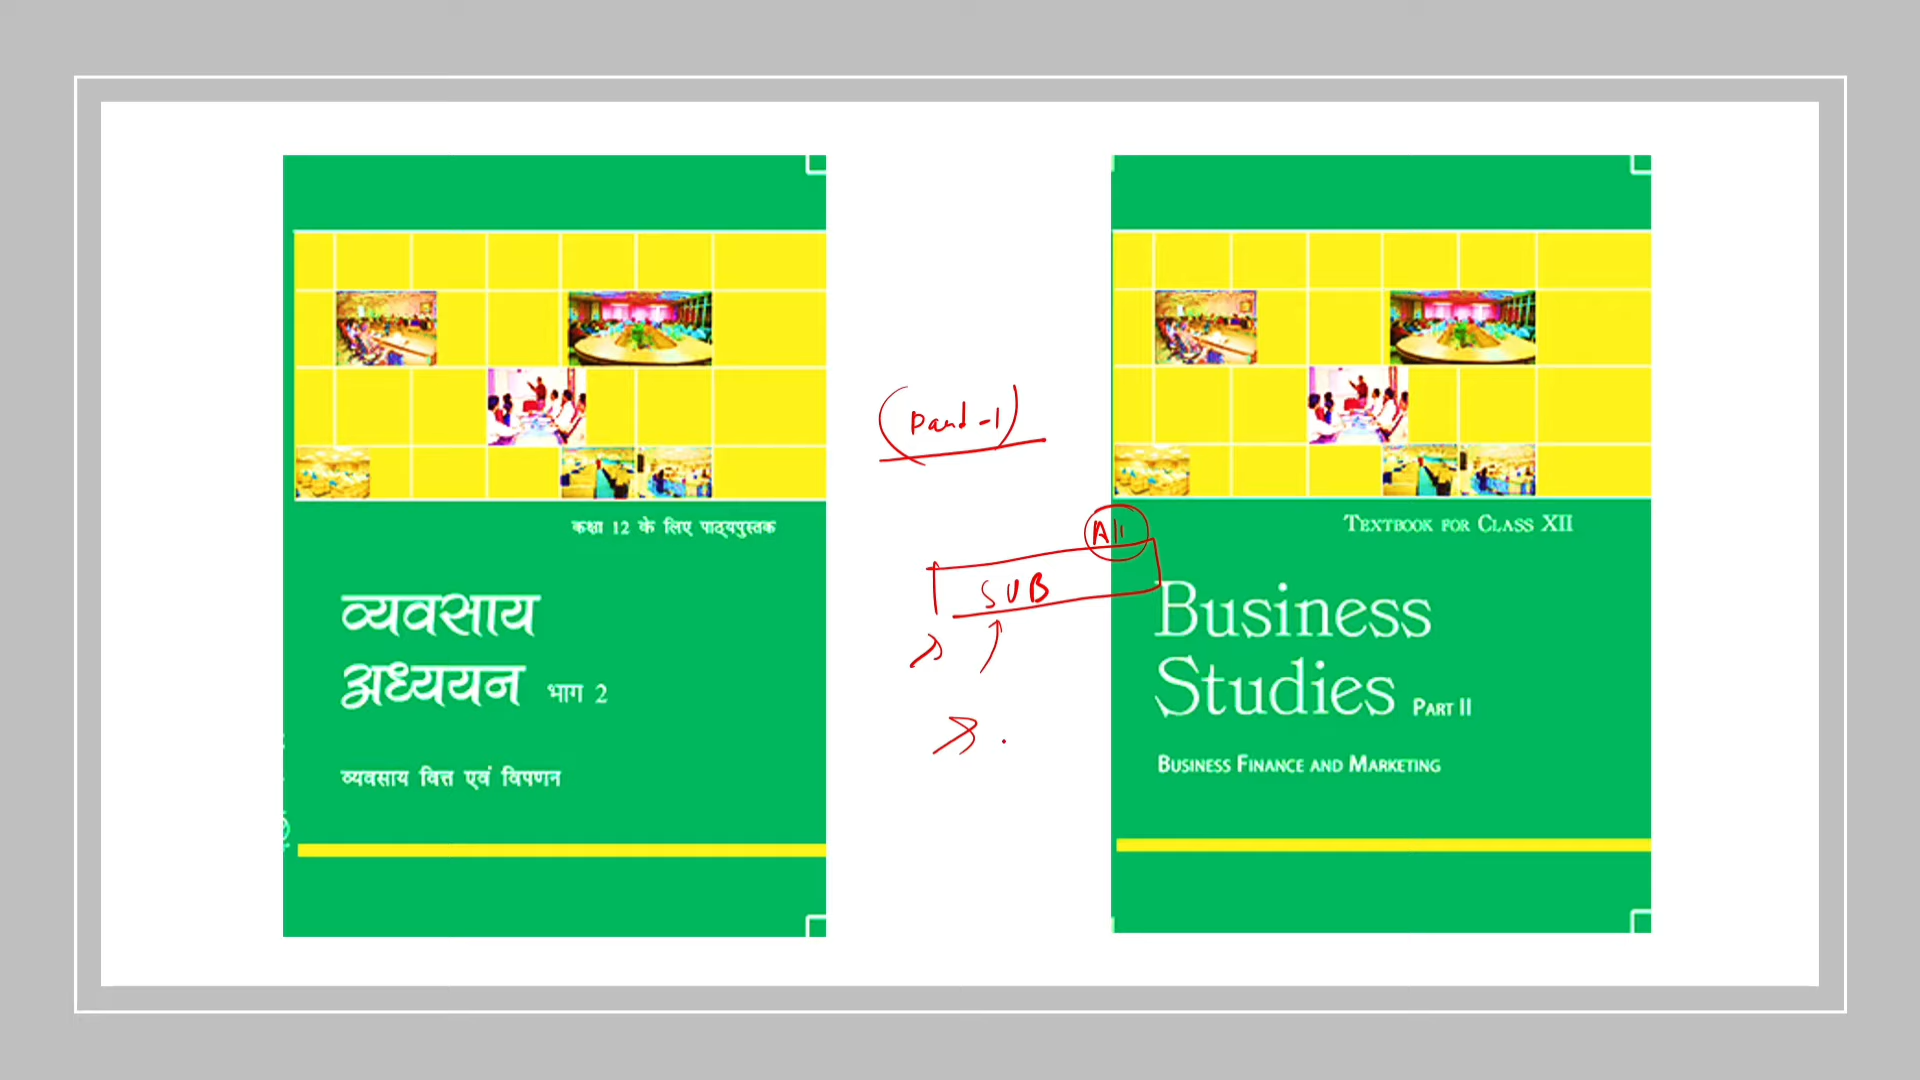 कक्षा 12 के लिए पाठ्यपुस्तक
व्यवसाय
अध्ययन भाग 2
व्यवसाय वित्त एवं विपणन
Part-1
All
SUB
TEXTBOOK FOR CLASS XII
Business
Studies PART II
BUSINESS FINANCE AND MARKETING